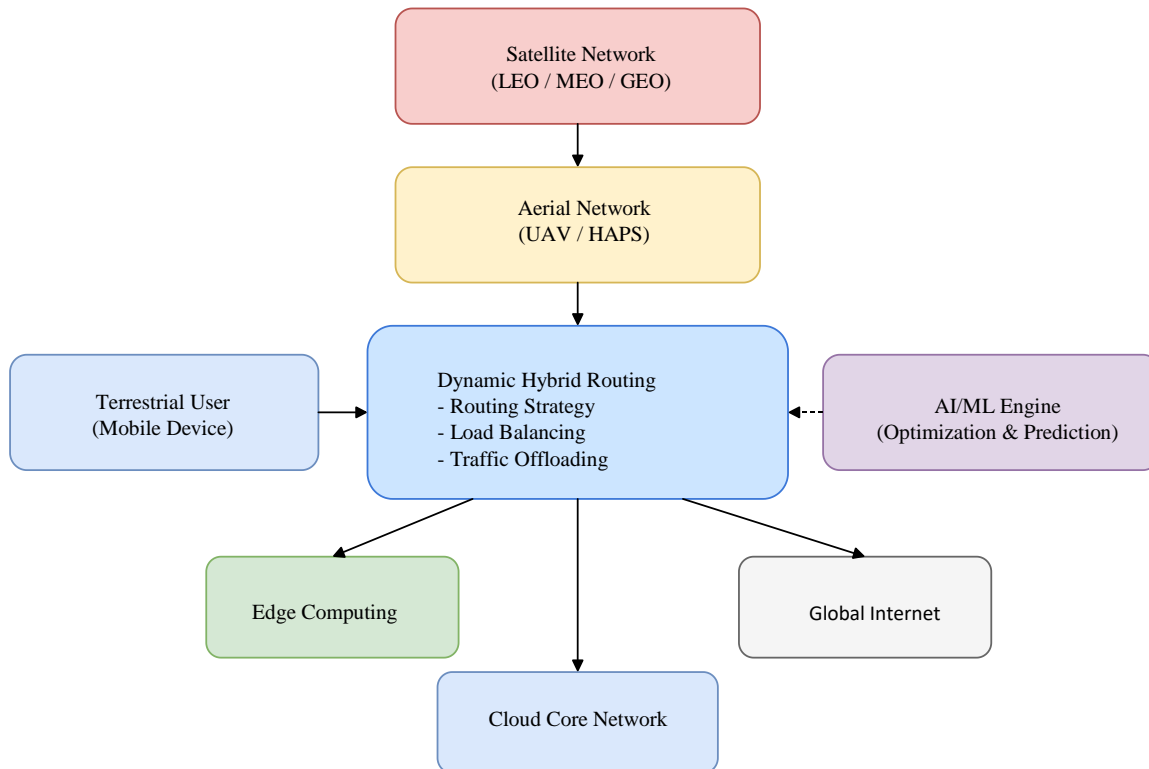 Satellite Network
(LEO / MEO / GEO)
Aerial Network
(UAV / HAPS)
Dynamic Hybrid Routing
- Routing Strategy
- Load Balancing
- Traffic Offloading
Terrestrial User
(Mobile Device)
AI/ML Engine
(Optimization & Prediction)
Edge Computing
Global Internet
Cloud Core Network